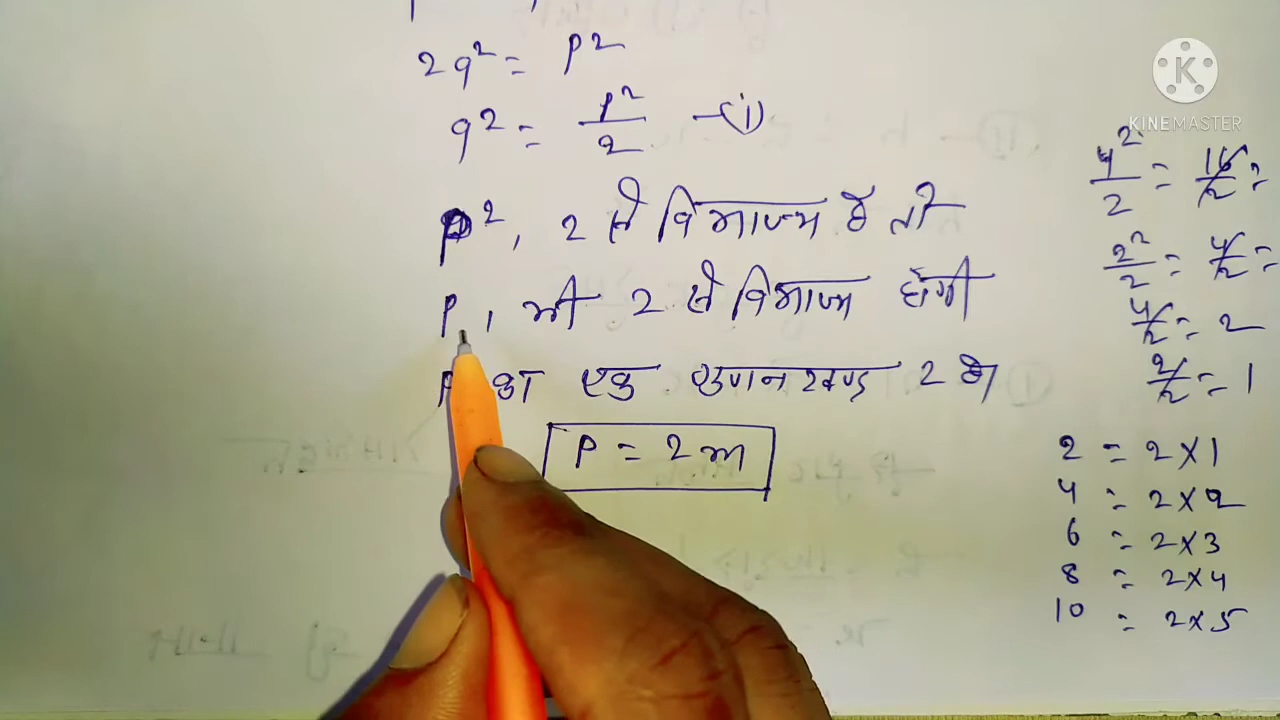 2q² = p²
q² = p²/2 —(i)
p², 2 से विभाज्य है तो
P, भी 2 से विभाज्य होगी
P का एक गुणनखण्ड 2 है
P = 2m
4²/2 = 16/2 =
2²/2 = 4/2 =
4/2 = 2
2/2 = 1
2 = 2×1
4 = 2×2
6 = 2×3
8 = 2×4
10 = 2×5
KINEMASTER